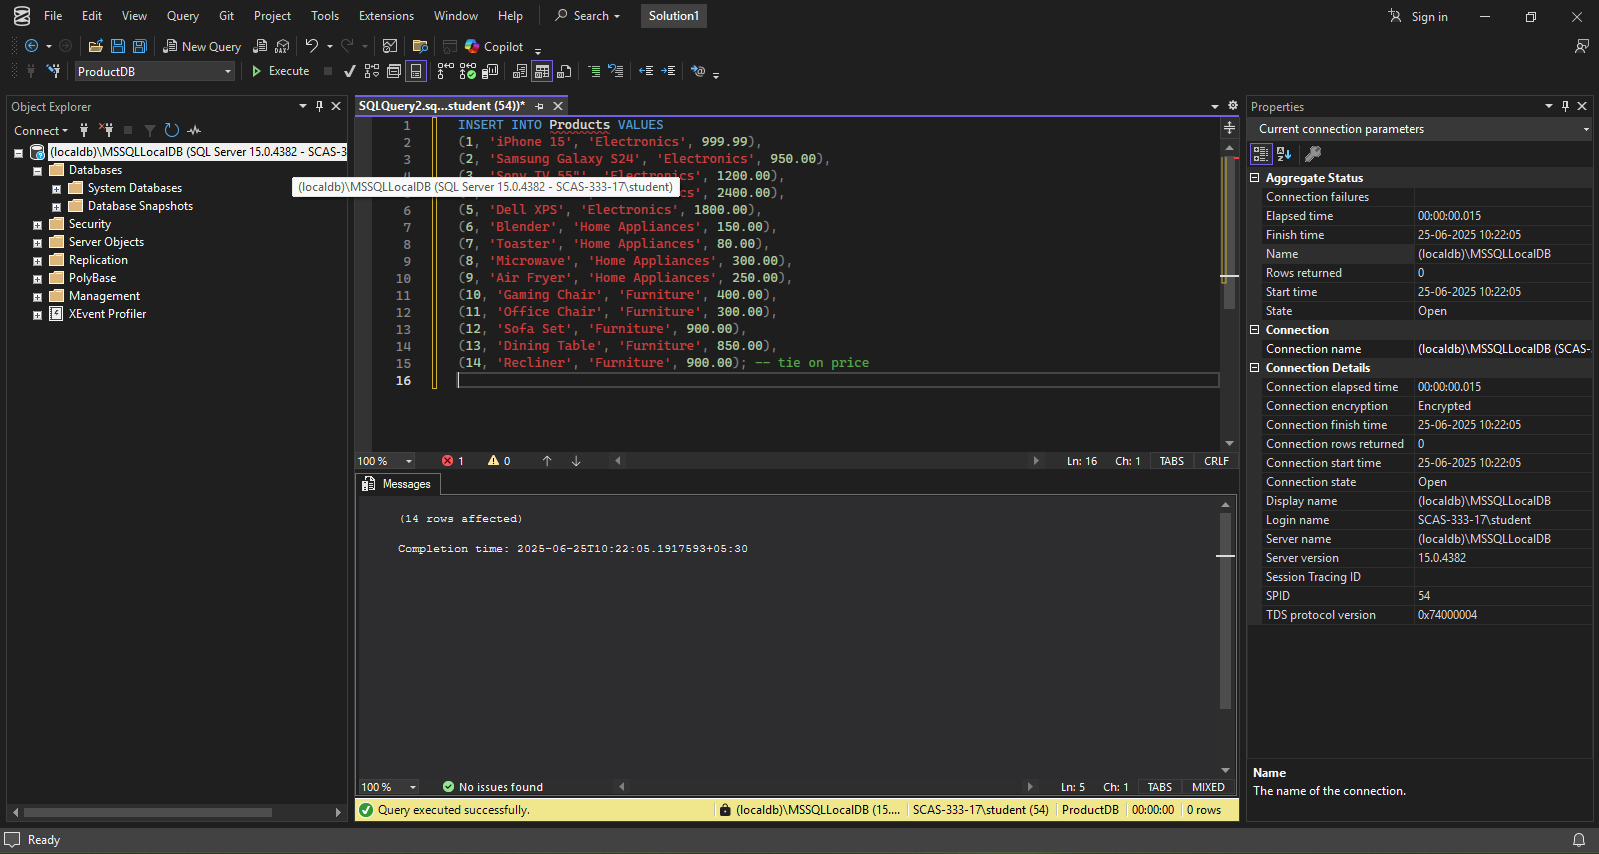 File Edit View Query Git Project Tools Extensions Window Help Search Solution1 Sign in
New Query DAX Copilot
ProductDB Execute
Object Explorer
Connect
(localdb)\MSSQLLocalDB (SQL Server 15.0.4382 - SCAS-3
Databases
System Databases
Database Snapshots
Security
Server Objects
Replication
PolyBase
Management
XEvent Profiler
SQLQuery2.sq...student (54))*
1 INSERT INTO Products VALUES
2 (1, 'iPhone 15', 'Electronics', 999.99),
3 (2, 'Samsung Galaxy S24', 'Electronics', 950.00),
(3, 'Sony TV 55"', 'Electronics', 1200.00),
(localdb)\MSSQLLocalDB (SQL Server 15.0.4382 - SCAS-333-17\student)
cs', 2400.00),
6 (5, 'Dell XPS', 'Electronics', 1800.00),
7 (6, 'Blender', 'Home Appliances', 150.00),
8 (7, 'Toaster', 'Home Appliances', 80.00),
9 (8, 'Microwave', 'Home Appliances', 300.00),
10 (9, 'Air Fryer', 'Home Appliances', 250.00),
11 (10, 'Gaming Chair', 'Furniture', 400.00),
12 (11, 'Office Chair', 'Furniture', 300.00),
13 (12, 'Sofa Set', 'Furniture', 900.00),
14 (13, 'Dining Table', 'Furniture', 850.00),
15 (14, 'Recliner', 'Furniture', 900.00); -- tie on price
16
100 % 1 0 Ln: 16 Ch: 1 TABS CRLF
Messages
(14 rows affected)
Completion time: 2025-06-25T10:22:05.1917593+05:30
100 % No issues found Ln: 5 Ch: 1 TABS MIXED
Query executed successfully. (localdb)\MSSQLLocalDB (15.... SCAS-333-17\student (54) ProductDB 00:00:00 0 rows
Properties
Current connection parameters
Aggregate Status
Connection failures
Elapsed time 00:00:00.015
Finish time 25-06-2025 10:22:05
Name (localdb)\MSSQLLocalDB
Rows returned 0
Start time 25-06-2025 10:22:05
State Open
Connection
Connection name (localdb)\MSSQLLocalDB (SCAS-
Connection Details
Connection elapsed time 00:00:00.015
Connection encryption Encrypted
Connection finish time 25-06-2025 10:22:05
Connection rows returned 0
Connection start time 25-06-2025 10:22:05
Connection state Open
Display name (localdb)\MSSQLLocalDB
Login name SCAS-333-17\student
Server name (localdb)\MSSQLLocalDB
Server version 15.0.4382
Session Tracing ID
SPID 54
TDS protocol version 0x74000004
Name
The name of the connection.
Ready